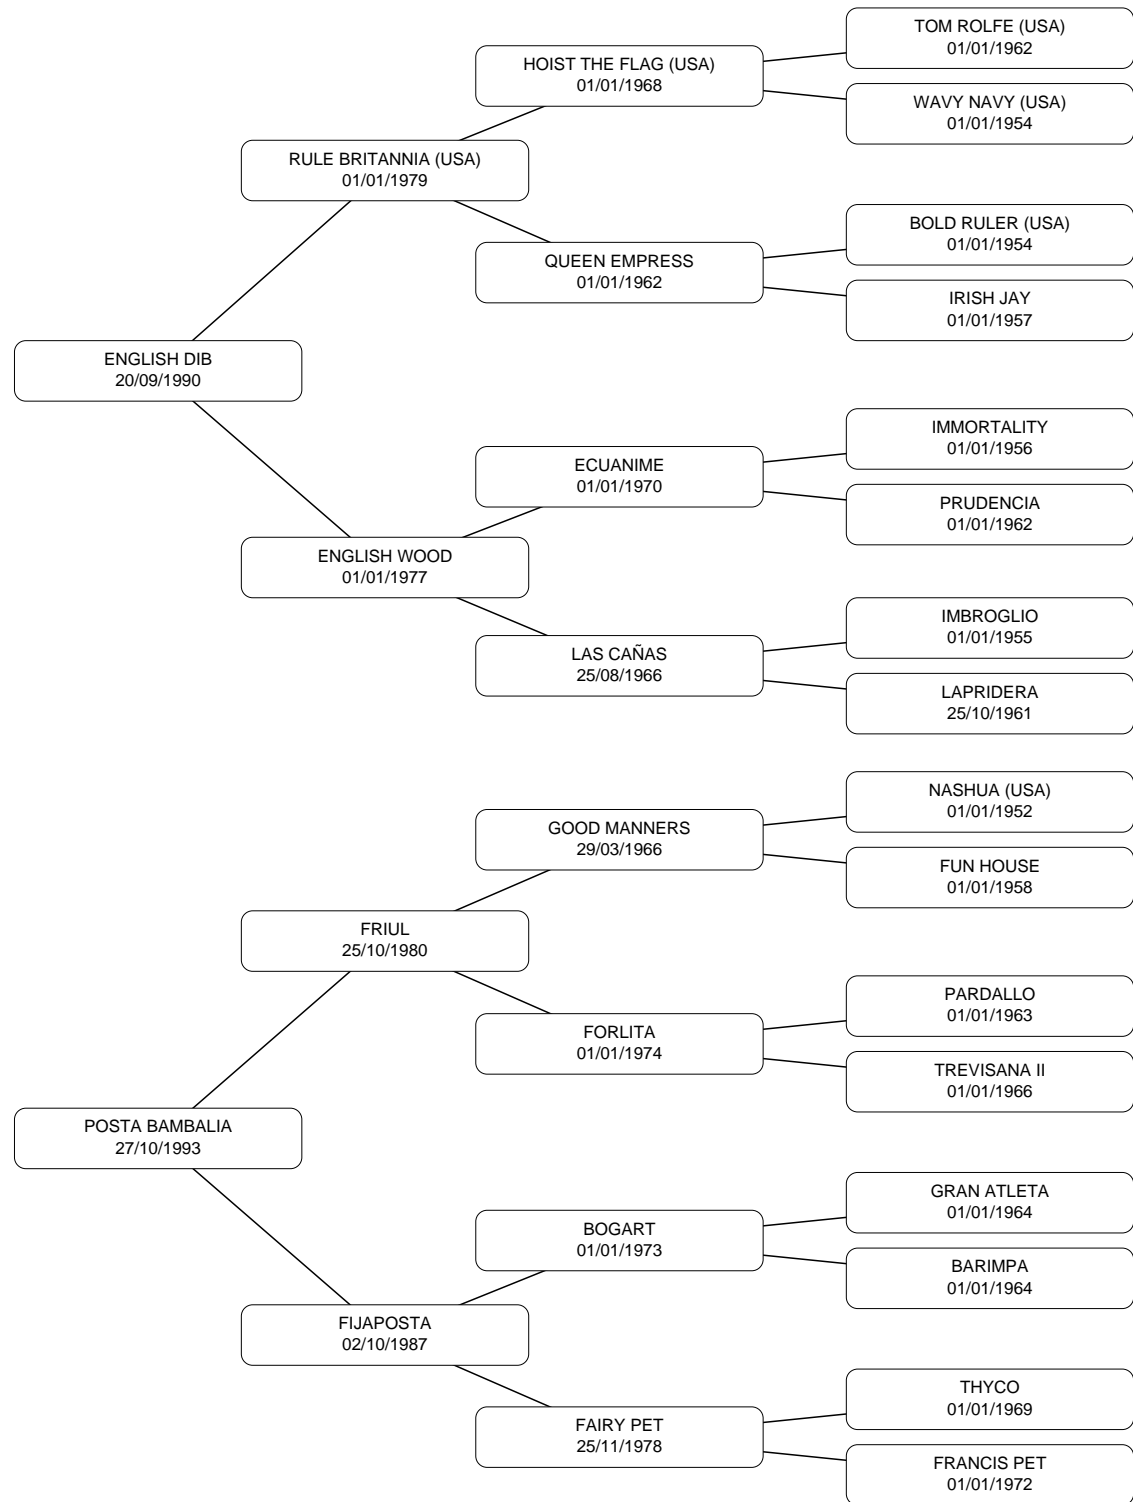 TOM ROLFE (USA)
01/01/1962
HOIST THE FLAG (USA)
01/01/1968
WAVY NAVY (USA)
01/01/1954
RULE BRITANNIA (USA)
01/01/1979
BOLD RULER (USA)
01/01/1954
QUEEN EMPRESS
01/01/1962
IRISH JAY
01/01/1957
ENGLISH DIB
20/09/1990
IMMORTALITY
01/01/1956
ECUANIME
01/01/1970
PRUDENCIA
01/01/1962
ENGLISH WOOD
01/01/1977
IMBROGLIO
01/01/1955
LAS CAÑAS
25/08/1966
LAPRIDERA
25/10/1961
NASHUA (USA)
01/01/1952
GOOD MANNERS
29/03/1966
FUN HOUSE
01/01/1958
FRIUL
25/10/1980
PARDALLO
01/01/1963
FORLITA
01/01/1974
TREVISANA II
01/01/1966
POSTA BAMBALIA
27/10/1993
GRAN ATLETA
01/01/1964
BOGART
01/01/1973
BARIMPA
01/01/1964
FIJAPOSTA
02/10/1987
THYCO
01/01/1969
FAIRY PET
25/11/1978
FRANCIS PET
01/01/1972